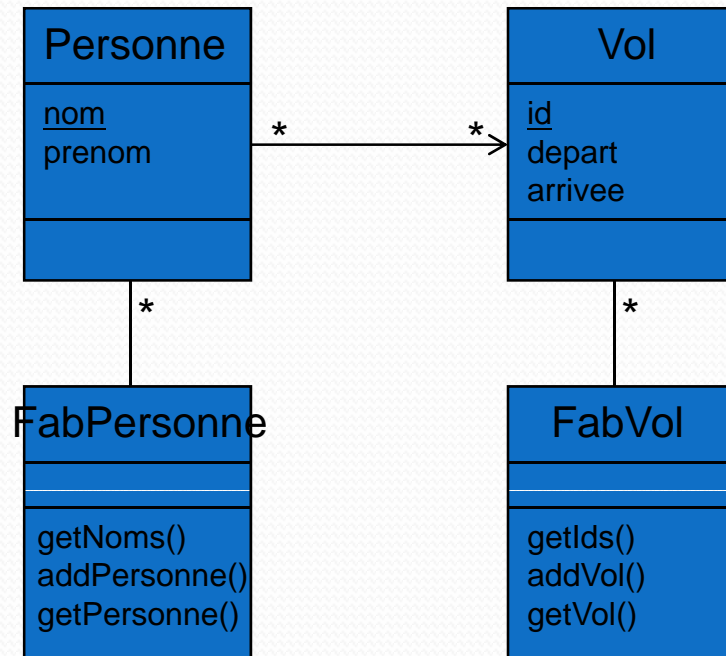 Personne
nom
prenom
* *
Vol
id
depart
arrivee
*
*
FabPersonne
getNoms()
addPersonne()
getPersonne()
FabVol
getIds()
addVol()
getVol()